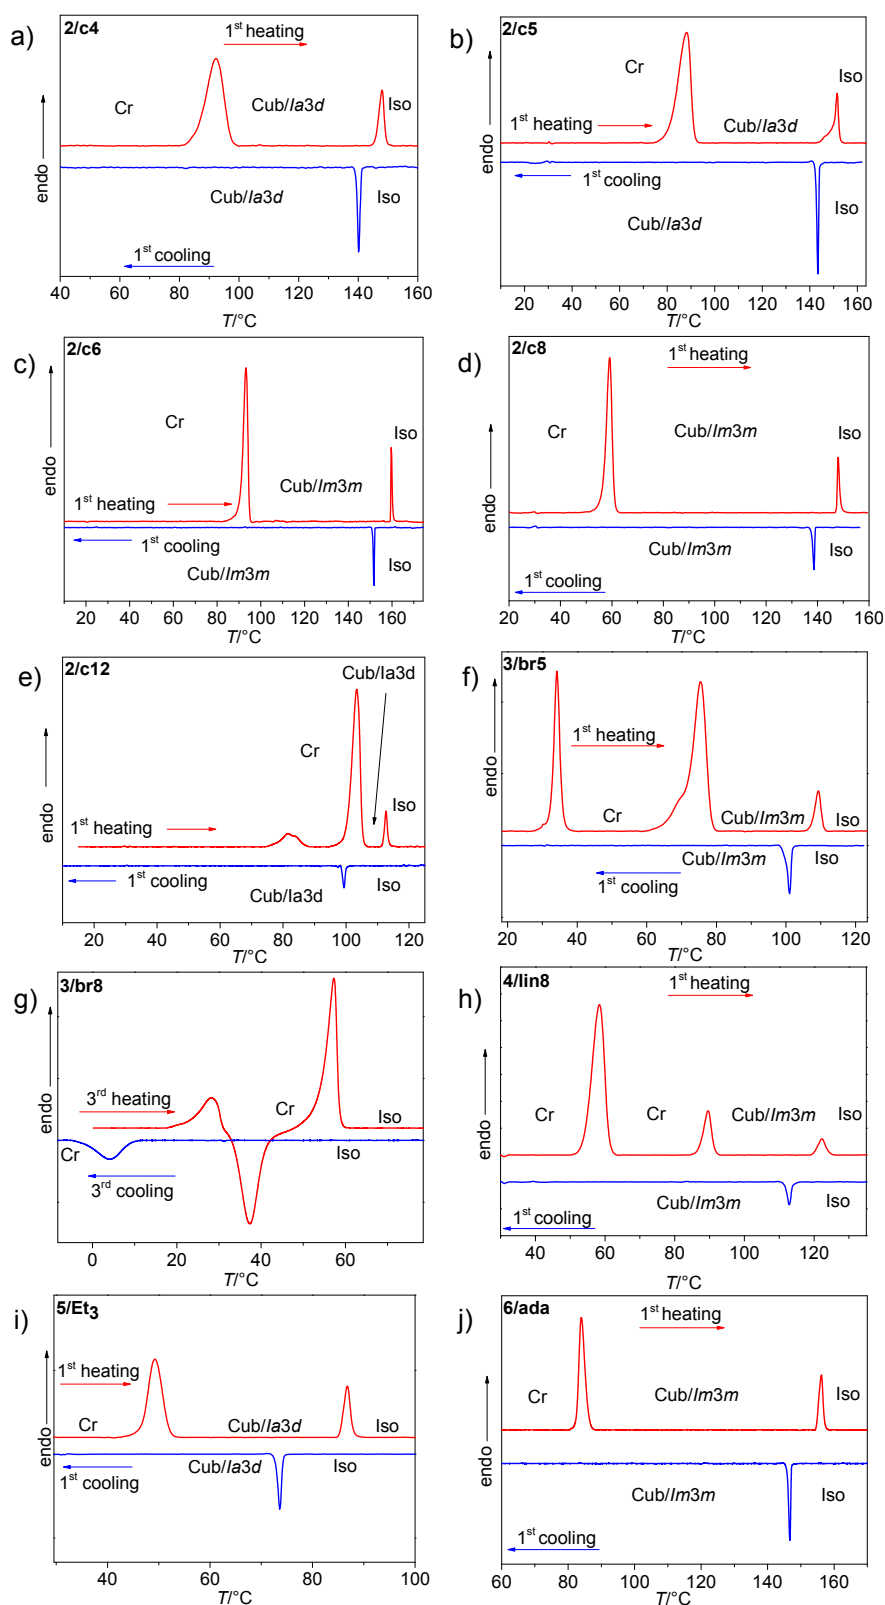 a) 2/c4
1st heating
Cr
Cub/Ia3d
Iso
endo
Cub/Ia3d
Iso
1st cooling
40 60 80 100 120 140 160
T/°C
b) 2/c5
Cr
Iso
1st heating
Cub/Ia3d
endo
1st cooling
Iso
Cub/Ia3d
20 40 60 80 100 120 140 160
T/°C
c) 2/c6
Cr
Iso
Cub/Im3m
1st heating
endo
1st cooling
Cub/Im3m
Iso
20 40 60 80 100 120 140 160
T/°C
d) 2/c8
1st heating
Cr
Cub/Im3m
Iso
endo
Cub/Im3m
Iso
1st cooling
20 40 60 80 100 120 140 160
T/°C
e) 2/c12
Cub/Ia3d
Cr
Iso
1st heating
endo
1st cooling
Cub/Ia3d
Iso
20 40 60 80 100 120
T/°C
f) 3/br5
1st heating
Cr
Cub/Im3m
Iso
endo
Cub/Im3m
Iso
1st cooling
20 40 60 80 100 120
T/°C
g) 3/br8
3rd heating
Cr
Iso
endo
Cr
Iso
3rd cooling
0 20 40 60
T/°C
h) 4/lin8
1st heating
Cr
Cr
Cub/Im3m
Iso
endo
Cub/Im3m
Iso
1st cooling
40 60 80 100 120
T/°C
i) 5/Et3
1st heating
Cr
Cub/Ia3d
Iso
endo
Cub/Ia3d
Iso
1st cooling
40 60 80 100
T/°C
j) 6/ada
1st heating
Cr
Cub/Im3m
Iso
endo
Cub/Im3m
Iso
1st cooling
60 80 100 120 140 160
T/°C